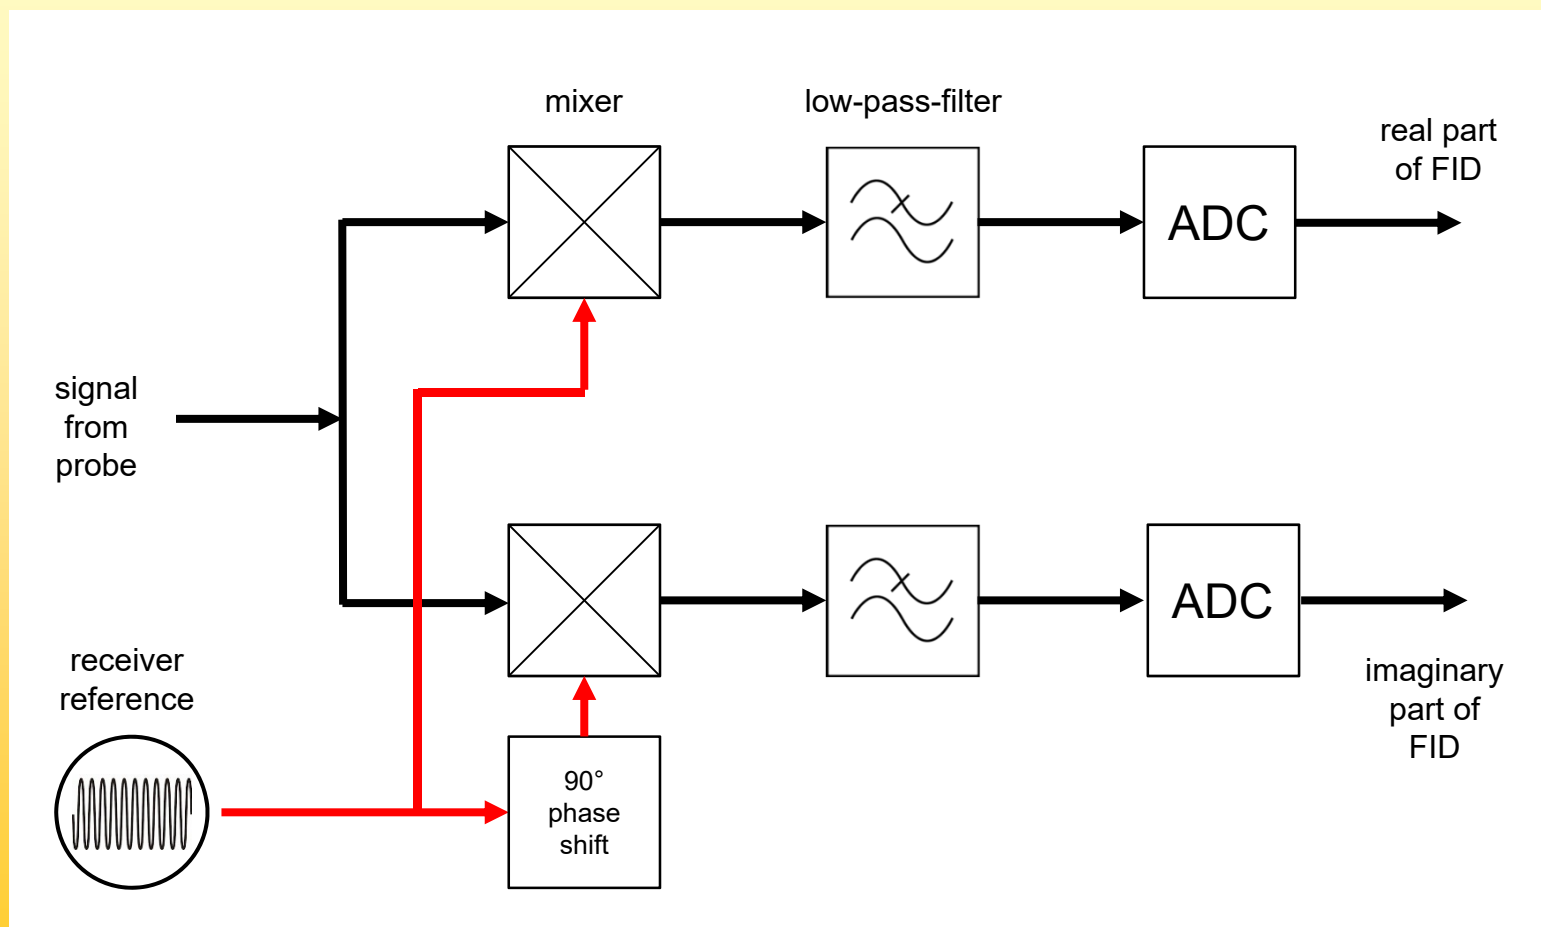 mixer
low-pass-filter
real part
of FID
ADC
signal
from
probe
ADC
receiver
reference
imaginary
part of
FID
90°
phase
shift